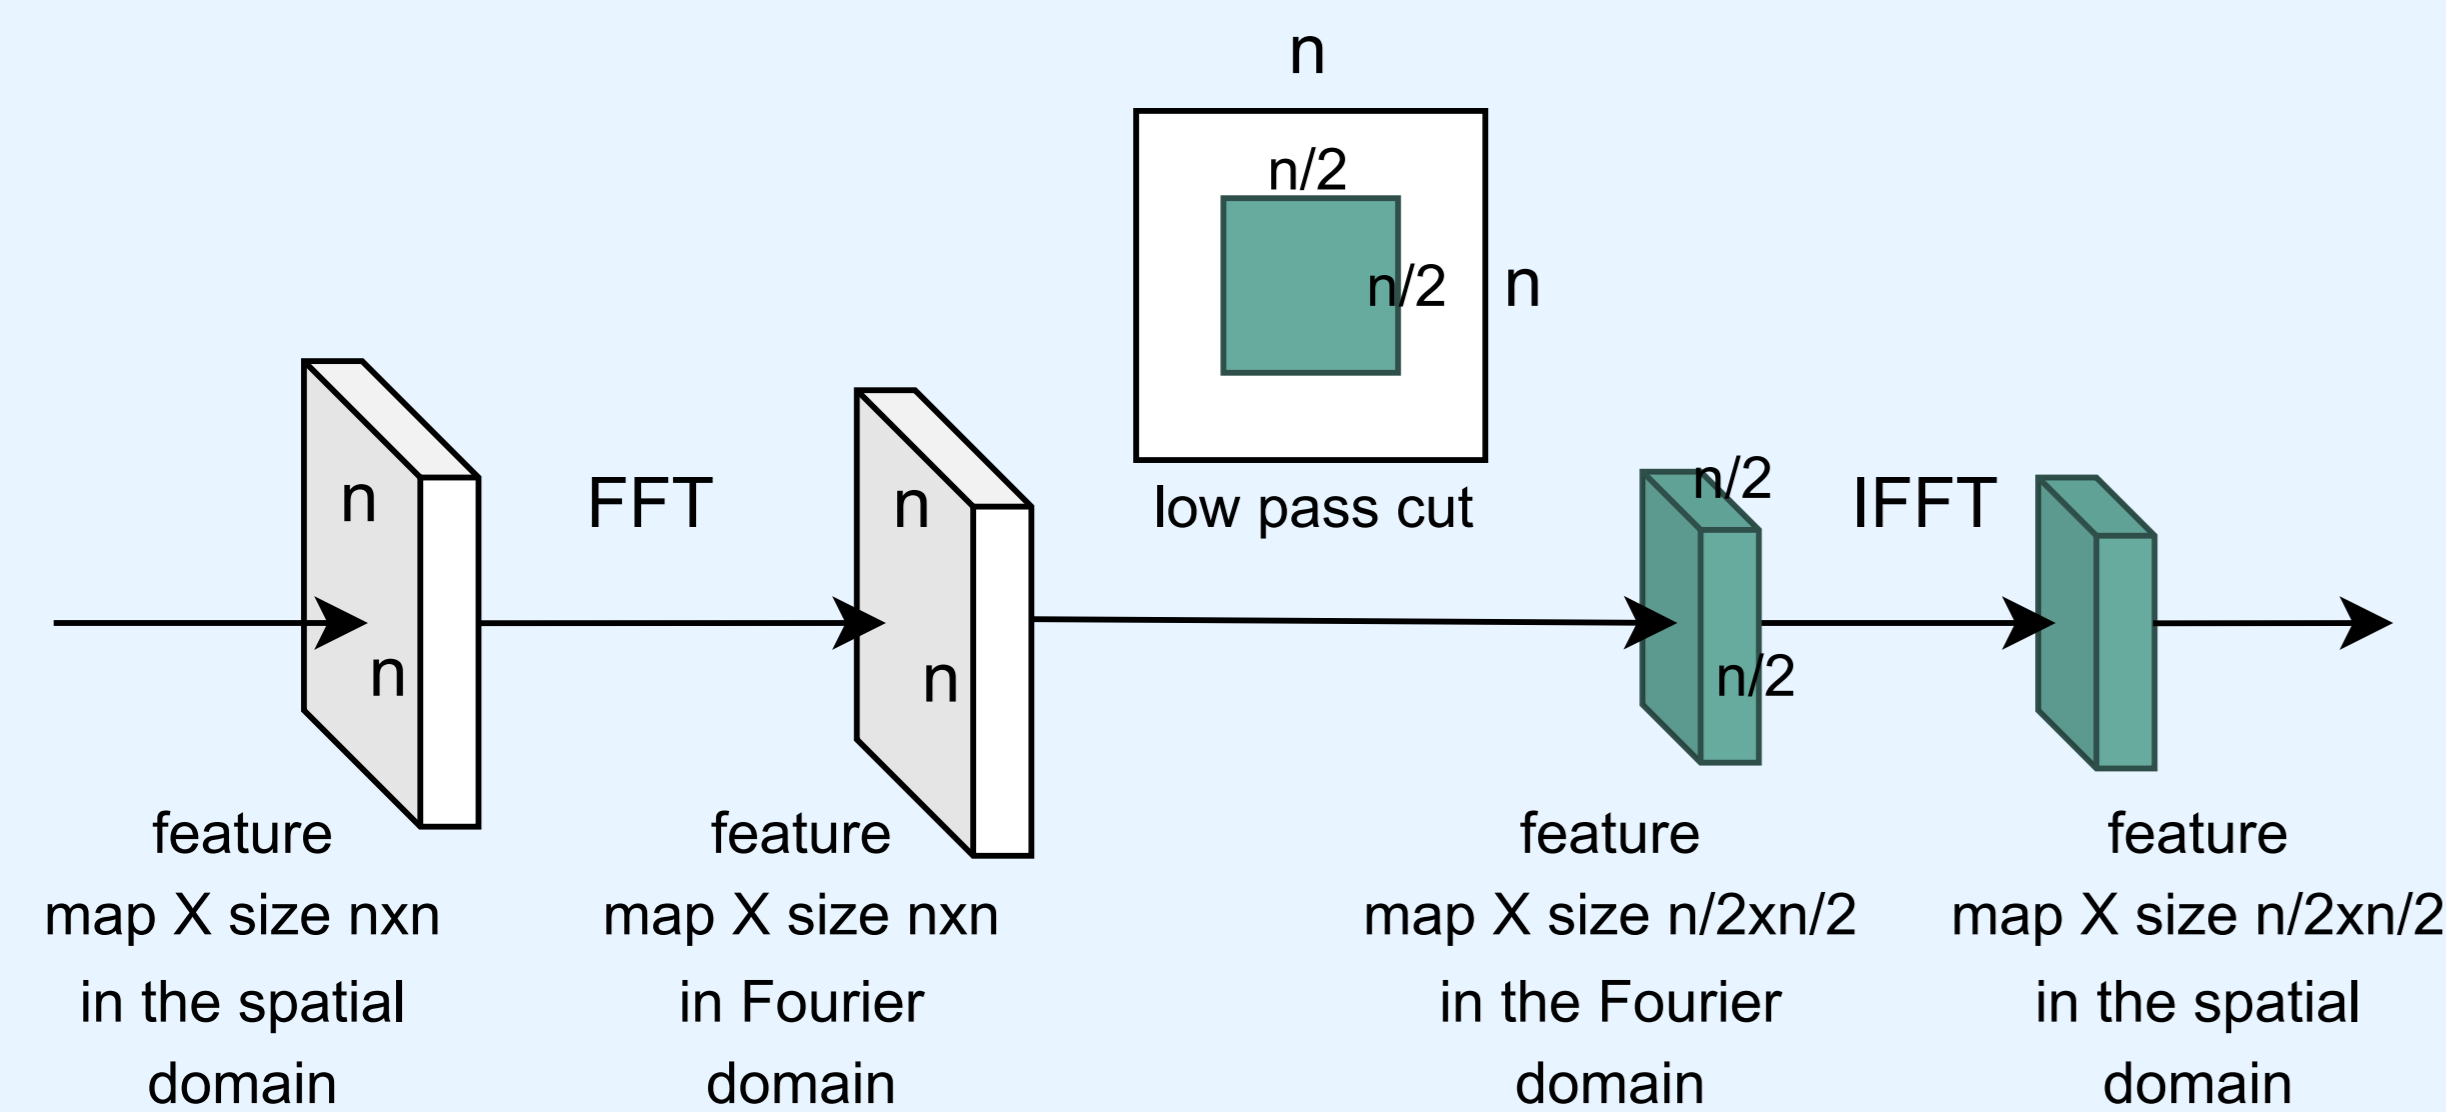 n
n/2
n/2
n
low pass cut
n
n
FFT
n
n
n/2
n/2
IFFT
feature
map X size nxn
in the spatial
domain
feature
map X size nxn
in Fourier
domain
feature
map X size n/2xn/2
in the Fourier
domain
feature
map X size n/2xn/2
in the spatial
domain